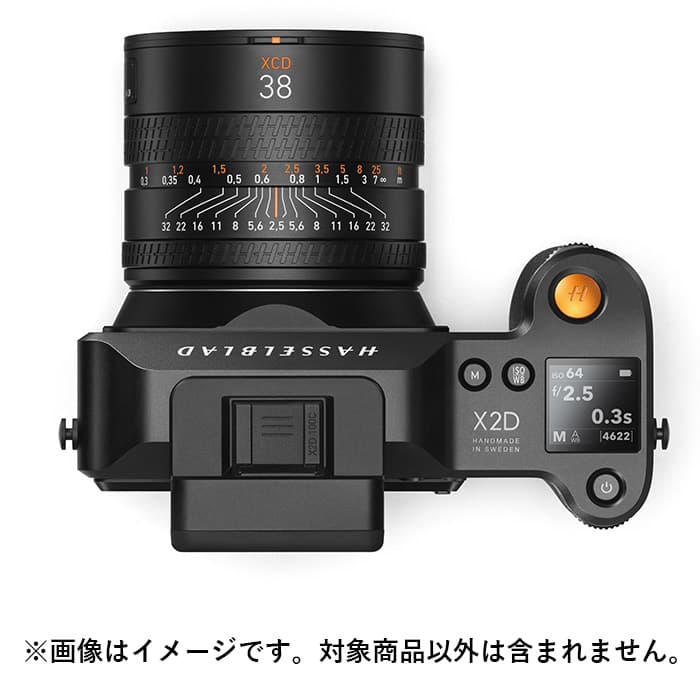 XCD
38
1 1,2 1,5 2 2,5 3,5 5 8 25 ft
0,3 0,35 0,4 0,5 0,6 0,8 1 1,5 3 7 ∞ m
32 22 16 11 8 5,6 2,5 5,6 8 11 16 22 32
HASSELBLAD
H
M
ISO
WB
ISO 64
f/2.5
0.3s
M A WB [4622]
X2D
HANDMADE
IN SWEDEN
X2D 100C
※画像はイメージです。対象商品以外は含まれません。